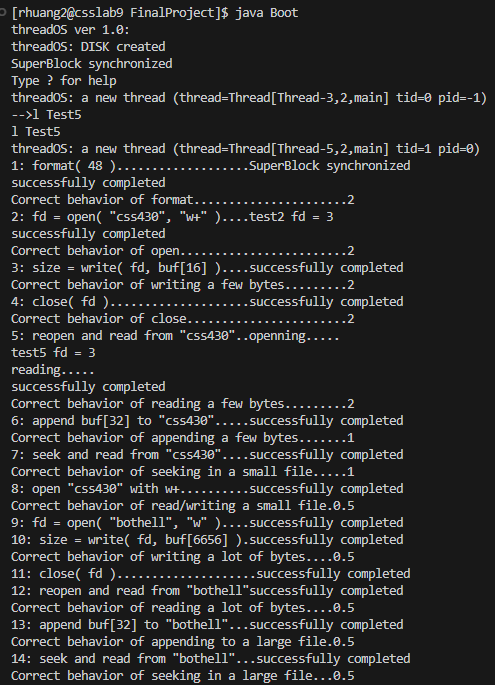 [rhuang2@csslab9 FinalProject]$ java Boot
threadOS ver 1.0:
threadOS: DISK created
SuperBlock synchronized
Type ? for help
threadOS: a new thread (thread=Thread[Thread-3,2,main] tid=0 pid=-1)
-->l Test5
l Test5
threadOS: a new thread (thread=Thread[Thread-5,2,main] tid=1 pid=0)
1: format( 48 )...................SuperBlock synchronized
successfully completed
Correct behavior of format......................2
2: fd = open( "css430", "w+" )....test2 fd = 3
successfully completed
Correct behavior of open........................2
3: size = write( fd, buf[16] )....successfully completed
Correct behavior of writing a few bytes.........2
4: close( fd )....................successfully completed
Correct behavior of close.......................2
5: reopen and read from "css430"..openning.....
test5 fd = 3
reading.....
successfully completed
Correct behavior of reading a few bytes.........2
6: append buf[32] to "css430".....successfully completed
Correct behavior of appending a few bytes.......1
7: seek and read from "css430"....successfully completed
Correct behavior of seeking in a small file.....1
8: open "css430" with w+..........successfully completed
Correct behavior of read/writing a small file.0.5
9: fd = open( "bothell", "w" )....successfully completed
10: size = write( fd, buf[6656] ).successfully completed
Correct behavior of writing a lot of bytes....0.5
11: close( fd )....................successfully completed
12: reopen and read from "bothell"successfully completed
Correct behavior of reading a lot of bytes....0.5
13: append buf[32] to "bothell"...successfully completed
Correct behavior of appending to a large file.0.5
14: seek and read from "bothell"...successfully completed
Correct behavior of seeking in a large file...0.5